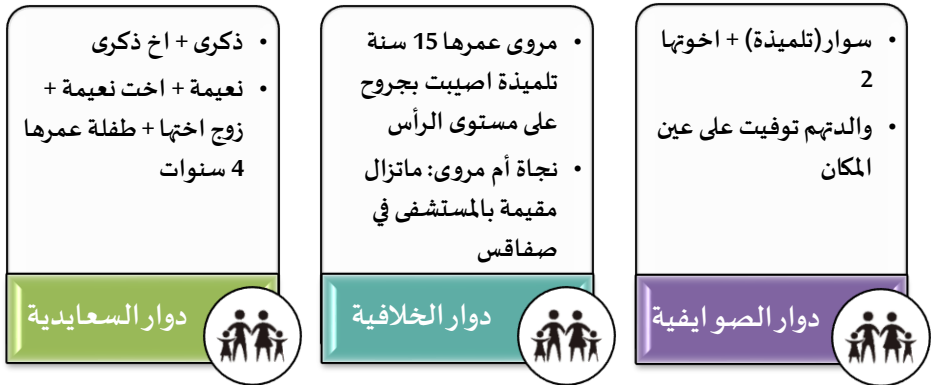 سوار(تلميذة) + اخوتها
2
والدتهم توفيت على عين
المكان
دوار الصوايفية
مروى عمرها 15 سنة
تلميذة اصيبت بجروح
على مستوى الرأس
نجاة أم مروى: ماتزال
مقيمة بالمستشفى في
صفاقس
دوار الخلافية
ذكرى + اخ ذكرى
نعيمة + اخت نعيمة +
زوج اختها + طفلة عمرها
4 سنوات
دوار السعايدية